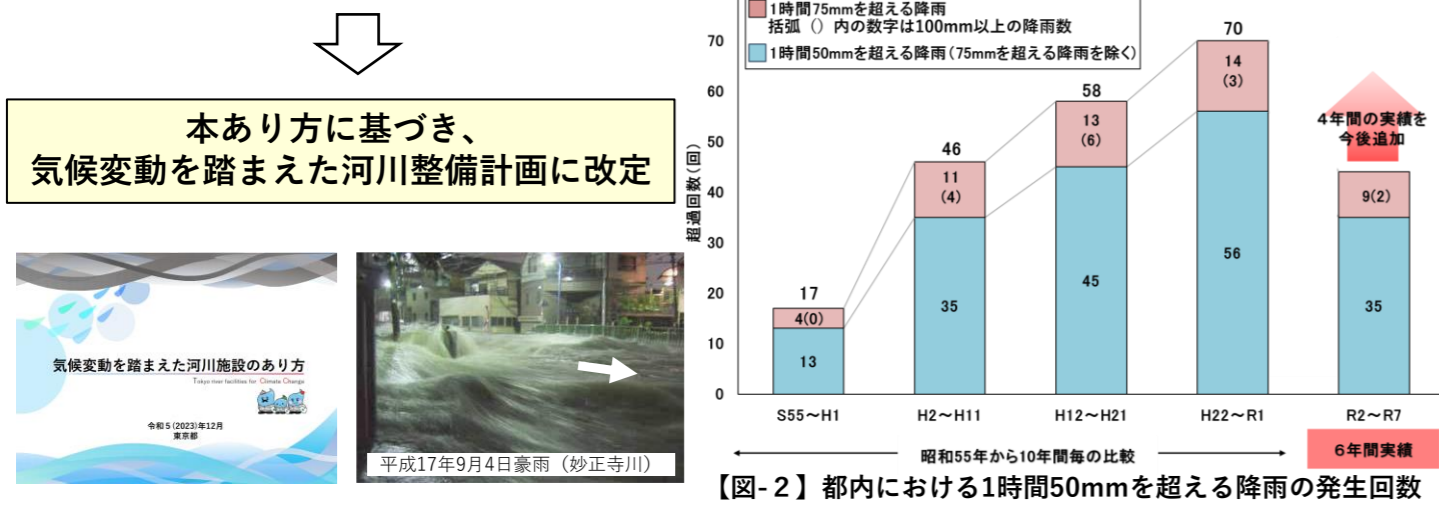 本あり方に基づき、
気候変動を踏まえた河川整備計画に改定
気候変動を踏まえた河川施設のあり方
Tokyo river facilities for Climate Change
令和5(2023)年12月
東京都
平成17年9月4日豪雨（妙正寺川）
1時間75mmを超える降雨
括弧（）内の数字は100mm以上の降雨数
1時間50mmを超える降雨（75mmを超える降雨を除く）
超過回数(回)
70
60
50
40
30
20
10
0
17
4(0)
13
46
11
(4)
35
58
13
(6)
45
70
14
(3)
56
4年間の実績を
今後追加
9(2)
35
S55～H1
H2～H11
H12～H21
H22～R1
R2～R7
昭和55年から10年間毎の比較
6年間実績
【図-２】都内における1時間50mmを超える降雨の発生回数